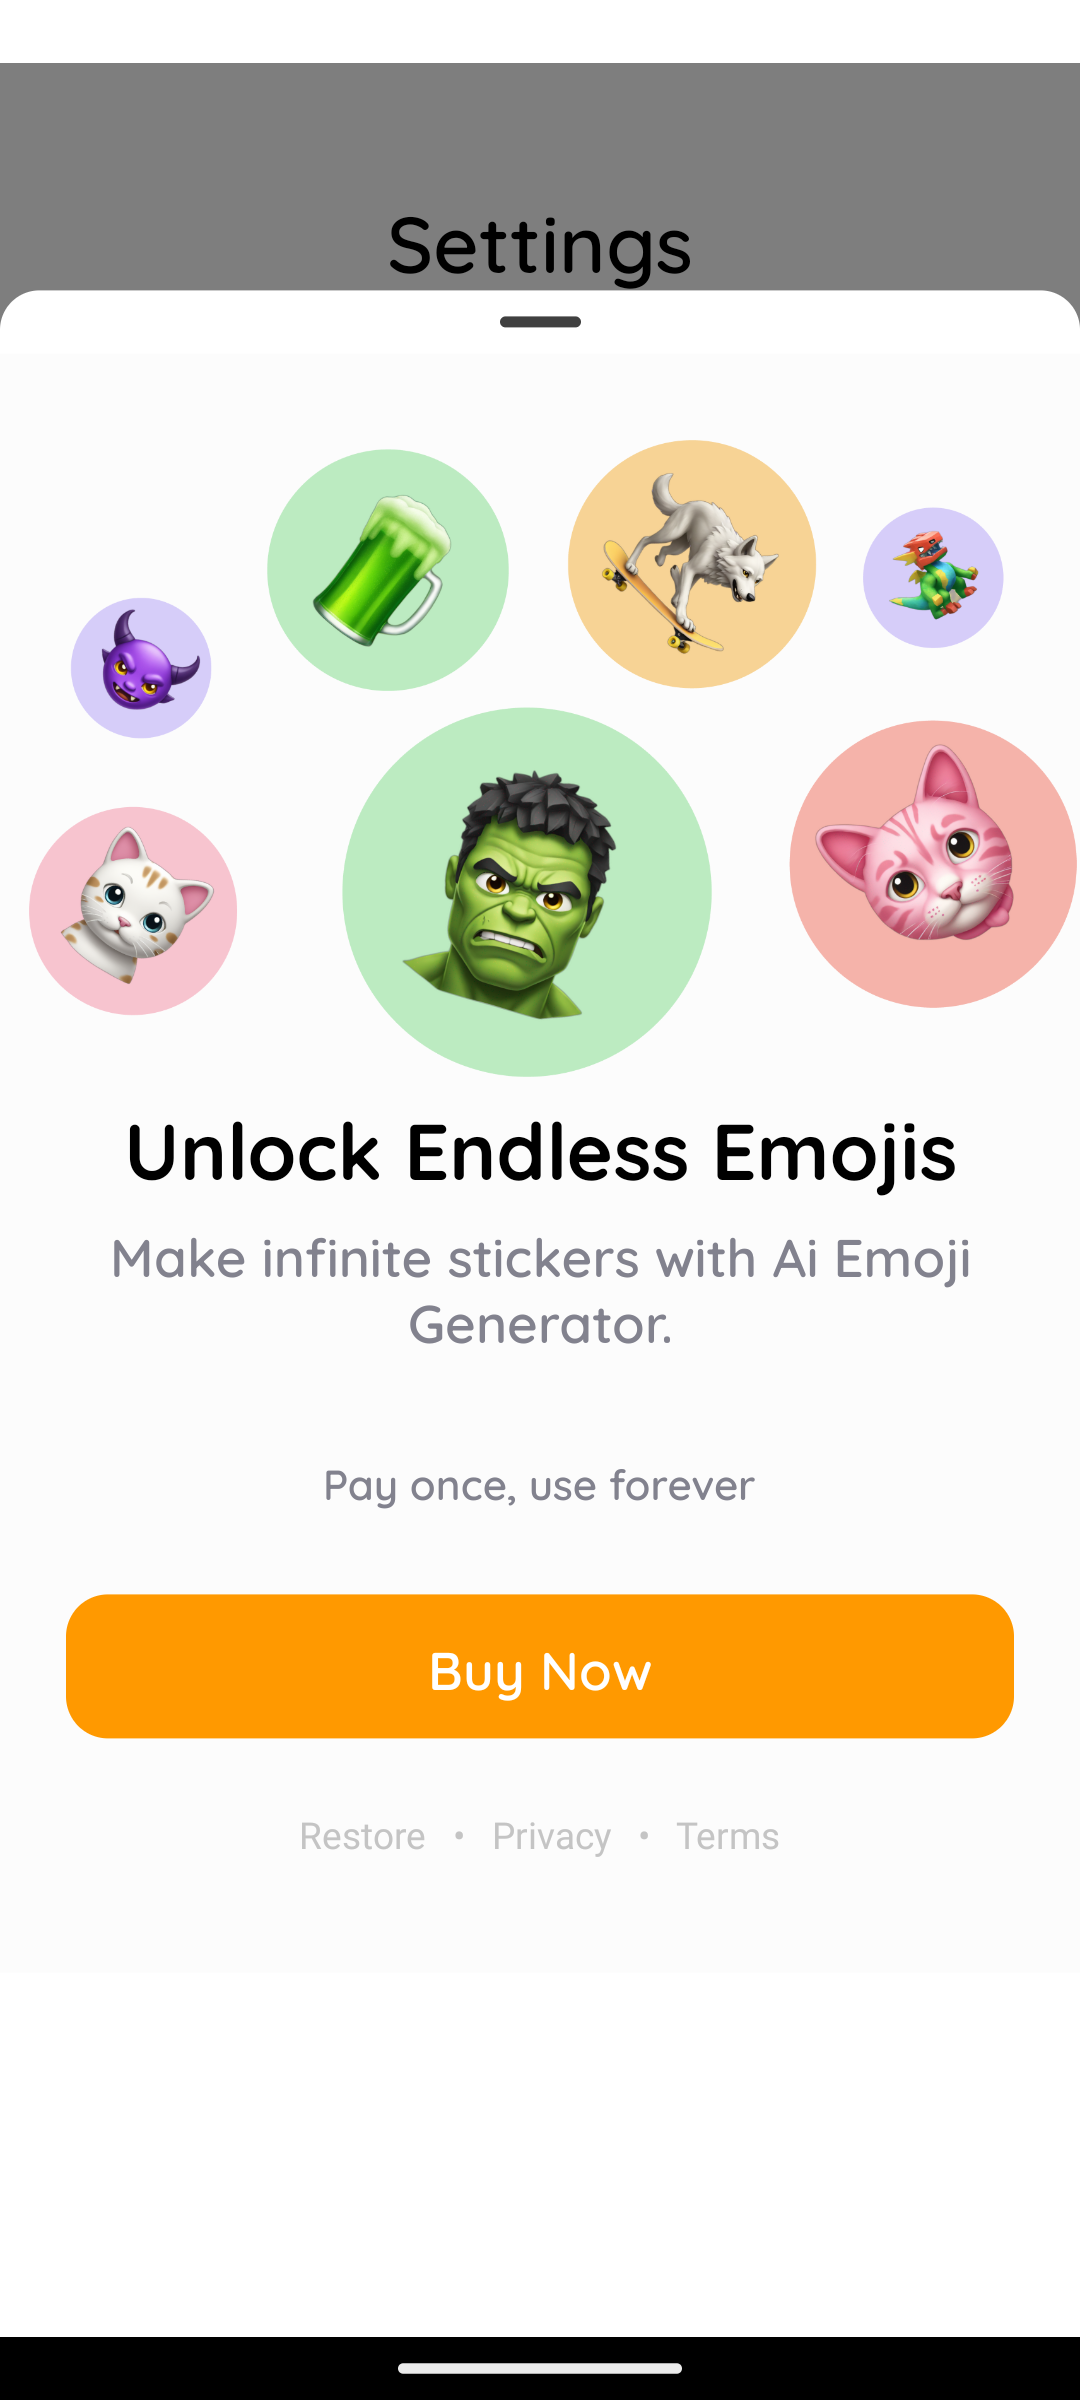 Settings
Unlock Endless Emojis
Make infinite stickers with Ai Emoji
Generator.
Pay once, use forever
Buy Now
Restore • Privacy • Terms